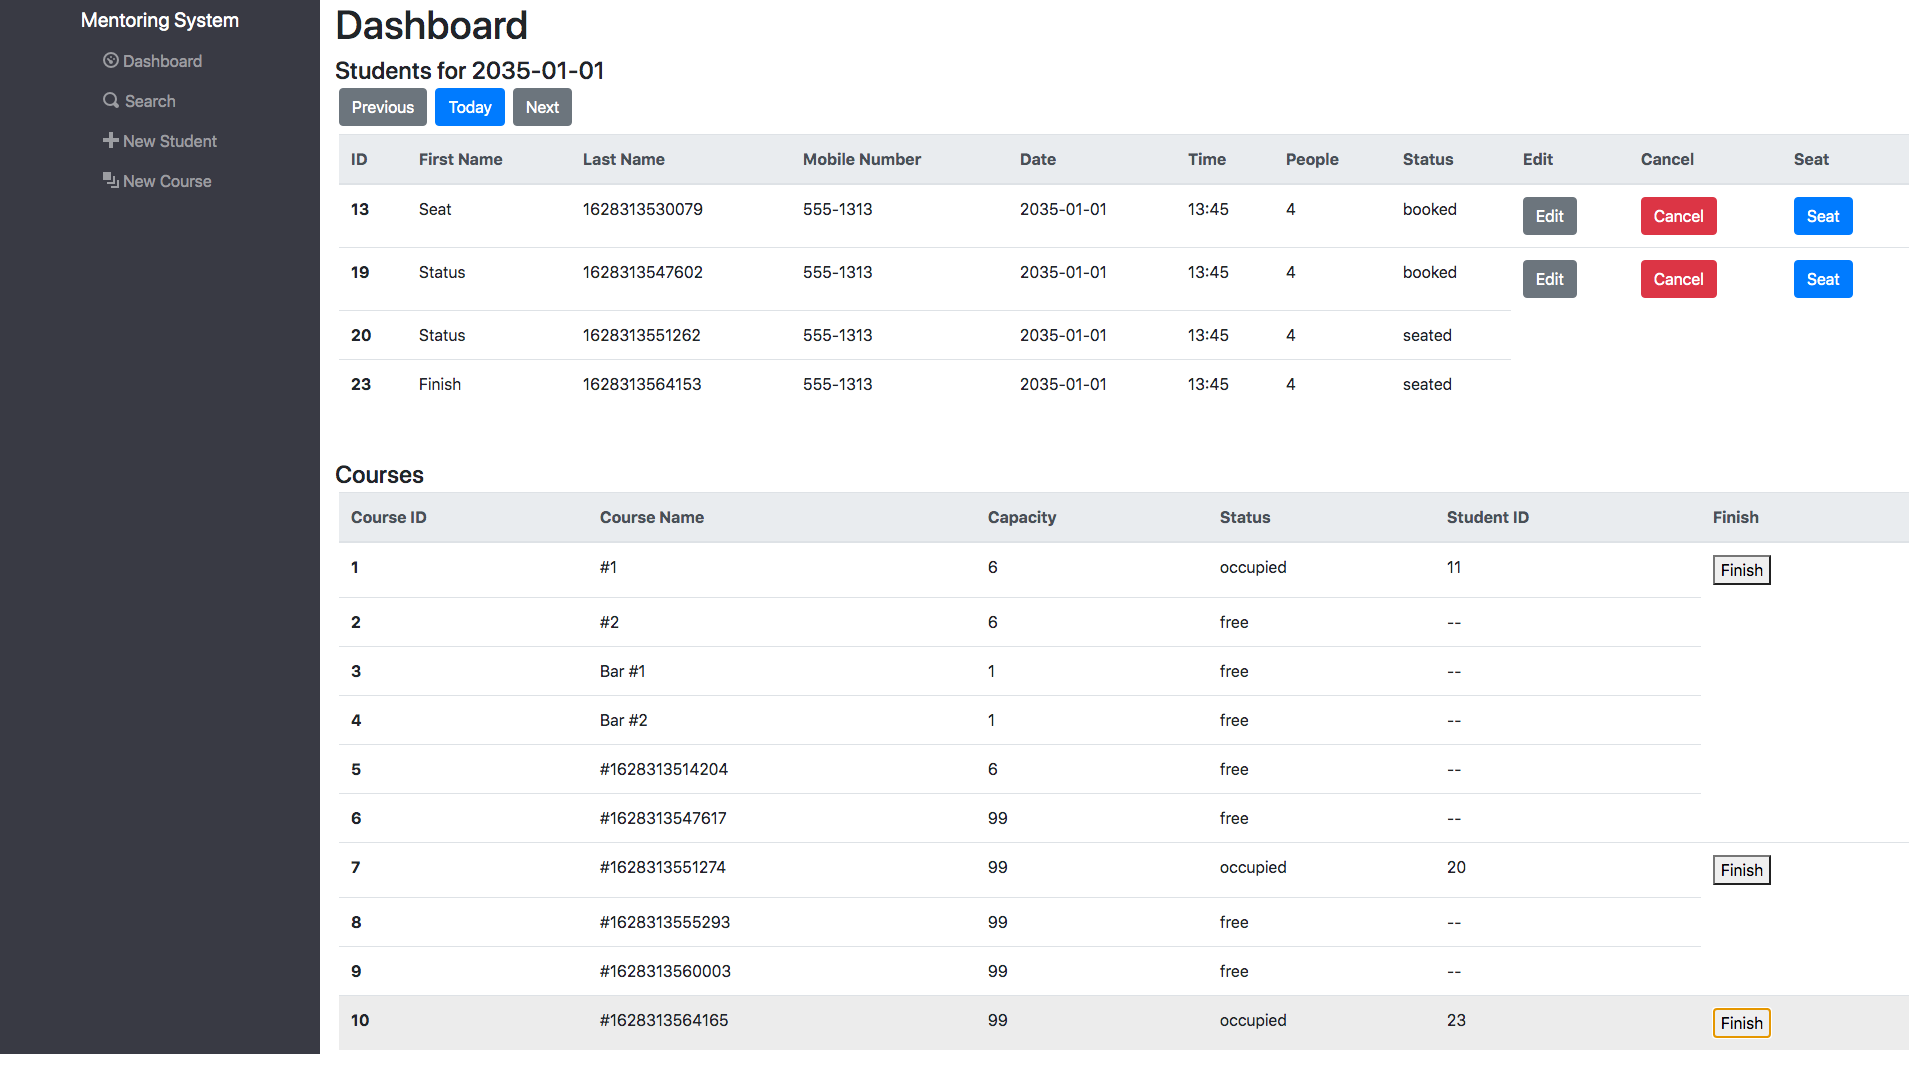 Mentoring System
Dashboard
Search
New Student
New Course
Dashboard
Students for 2035-01-01
Previous Today Next
ID First Name Last Name Mobile Number Date Time People Status Edit Cancel Seat
13 Seat 1628313530079 555-1313 2035-01-01 13:45 4 booked Edit Cancel Seat
19 Status 1628313547602 555-1313 2035-01-01 13:45 4 booked Edit Cancel Seat
20 Status 1628313551262 555-1313 2035-01-01 13:45 4 seated
23 Finish 1628313564153 555-1313 2035-01-01 13:45 4 seated
Courses
Course ID Course Name Capacity Status Student ID Finish
1 #1 6 occupied 11 Finish
2 #2 6 free --
3 Bar #1 1 free --
4 Bar #2 1 free --
5 #1628313514204 6 free --
6 #1628313547617 99 free --
7 #1628313551274 99 occupied 20 Finish
8 #1628313555293 99 free --
9 #1628313560003 99 free --
10 #1628313564165 99 occupied 23 Finish